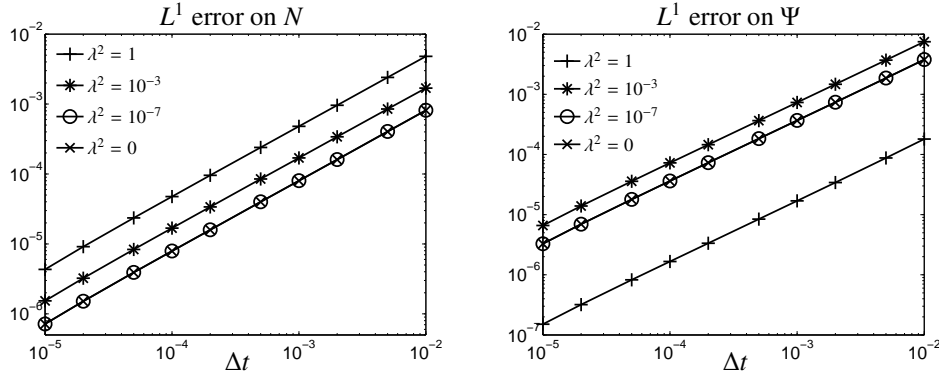 L¹ error on N
10⁻²
10⁻³
10⁻⁴
10⁻⁵
10⁻⁶
λ² = 1
λ² = 10⁻³
λ² = 10⁻⁷
λ² = 0
10⁻⁵ 10⁻⁴ 10⁻³ 10⁻²
Δt
L¹ error on Ψ
10⁻²
10⁻³
10⁻⁴
10⁻⁵
10⁻⁶
10⁻⁷
λ² = 1
λ² = 10⁻³
λ² = 10⁻⁷
λ² = 0
10⁻⁵ 10⁻⁴ 10⁻³ 10⁻²
Δt